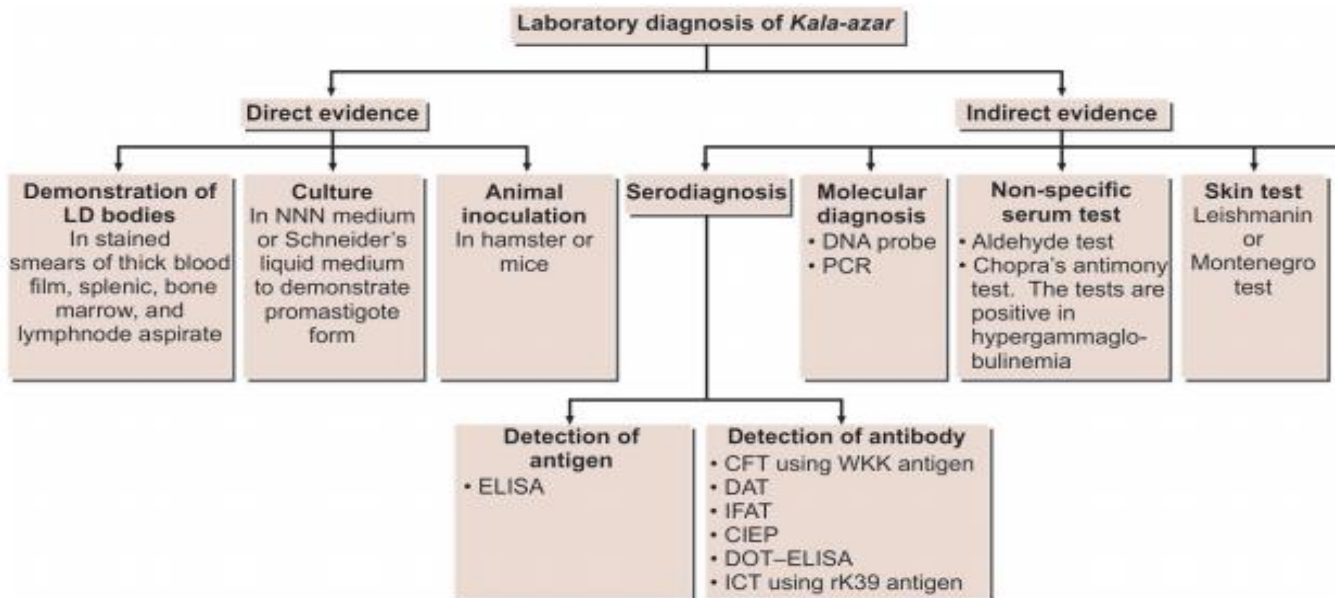 Laboratory diagnosis of Kala-azar
Direct evidence
Indirect evidence
Demonstration of
LD bodies
In stained
smears of thick blood
film, splenic, bone
marrow, and
lymphnode aspirate
Culture
In NNN medium
or Schneider's
liquid medium
to demonstrate
promastigote
form
Animal
inoculation
In hamster or
mice
Serodiagnosis
Molecular
diagnosis
• DNA probe
• PCR
Non-specific
serum test
• Aldehyde test
• Chopra's antimony
test. The tests are
positive in
hypergammaglo-
bulinemia
Skin test
Leishmanin
or
Montenegro
test
Detection of
antigen
• ELISA
Detection of antibody
• CFT using WKK antigen
• DAT
• IFAT
• CIEP
• DOT–ELISA
• ICT using rK39 antigen